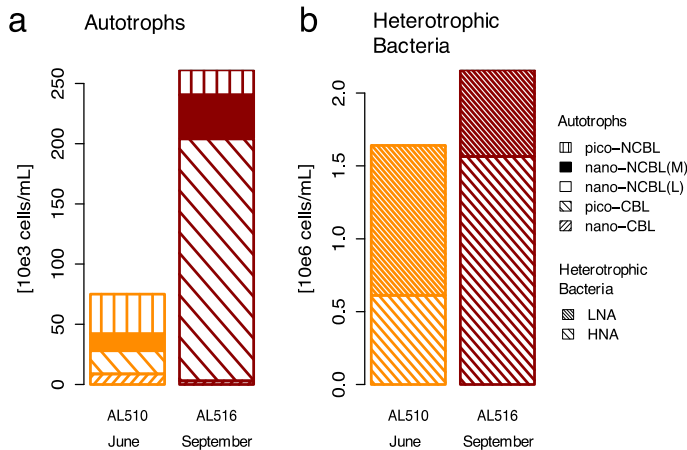 a
Autotrophs
[10e3 cells/mL]
250
200
150
100
50
0
AL510
AL516
June
September
b
Heterotrophic
Bacteria
[10e6 cells/mL]
2.0
1.5
1.0
0.5
0.0
AL510
AL516
June
September
Autotrophs
pico−NCBL
nano−NCBL(M)
nano−NCBL(L)
pico−CBL
nano−CBL
Heterotrophic
Bacteria
LNA
HNA